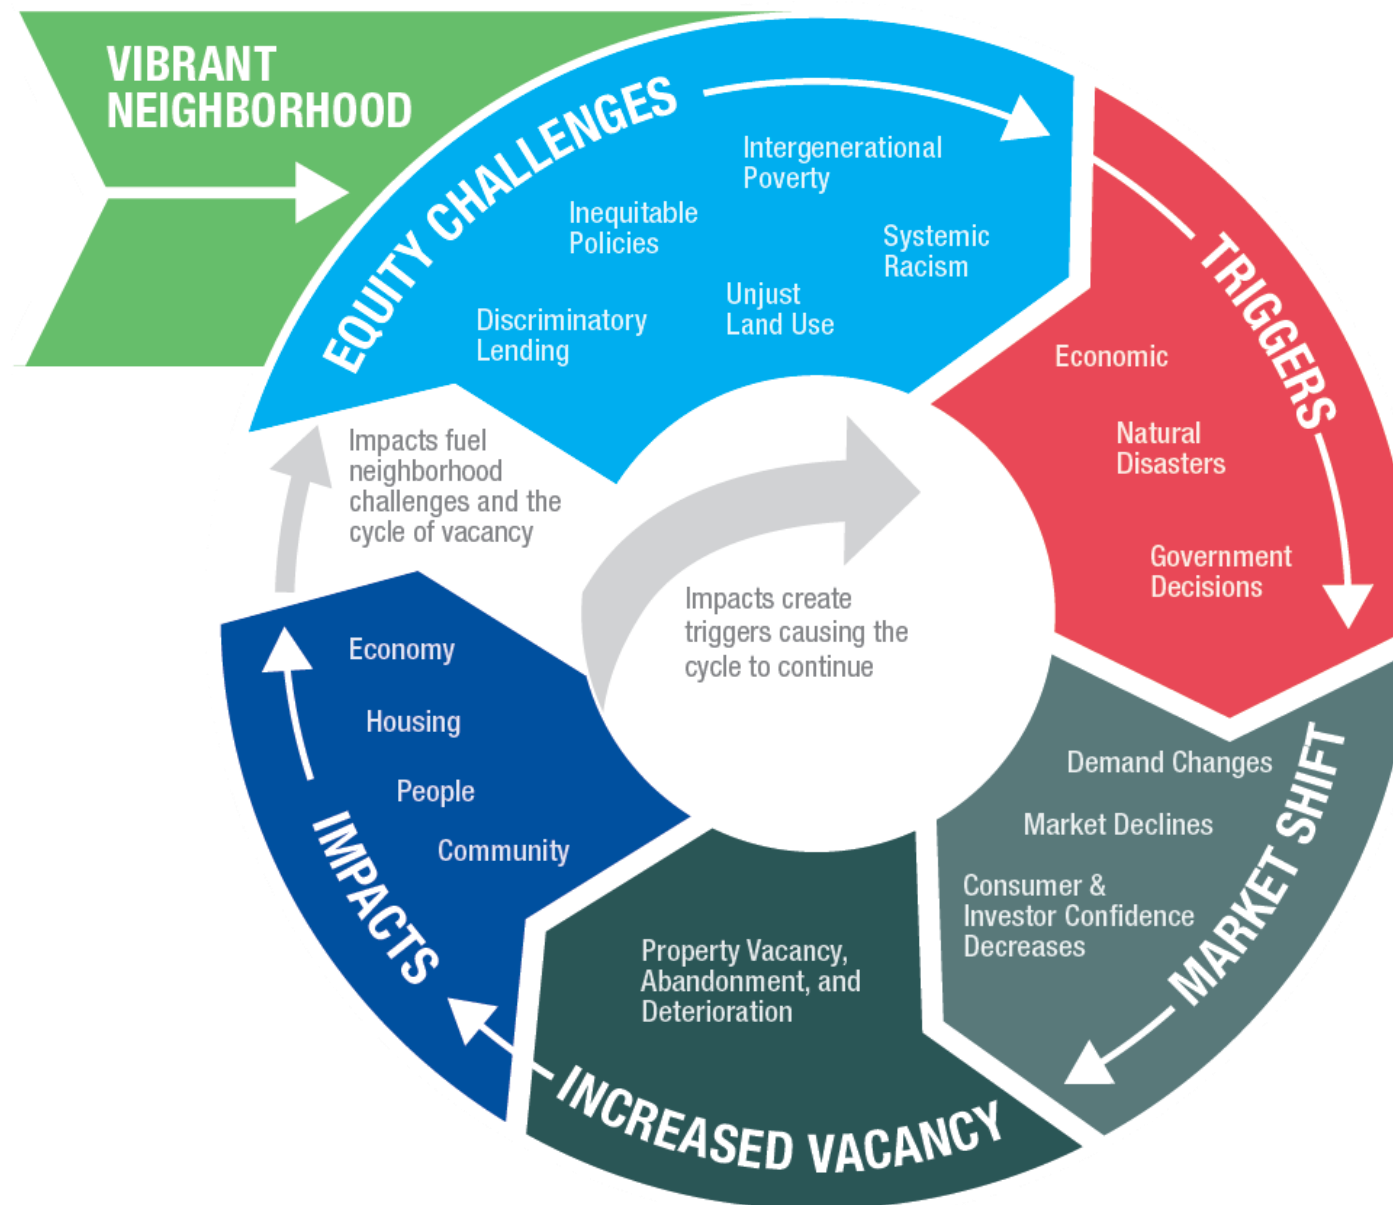 VIBRANT
NEIGHBORHOOD
EQUITY CHALLENGES
Intergenerational
Poverty
Inequitable
Policies
Systemic
Racism
Unjust
Land Use
Discriminatory
Lending
TRIGGERS
Economic
Natural
Disasters
Government
Decisions
MARKET SHIFT
Demand Changes
Market Declines
Consumer &
Investor Confidence
Decreases
INCREASED VACANCY
Property Vacancy,
Abandonment, and
Deterioration
IMPACTS
Economy
Housing
People
Community
Impacts fuel
neighborhood
challenges and the
cycle of vacancy
Impacts create
triggers causing the
cycle to continue